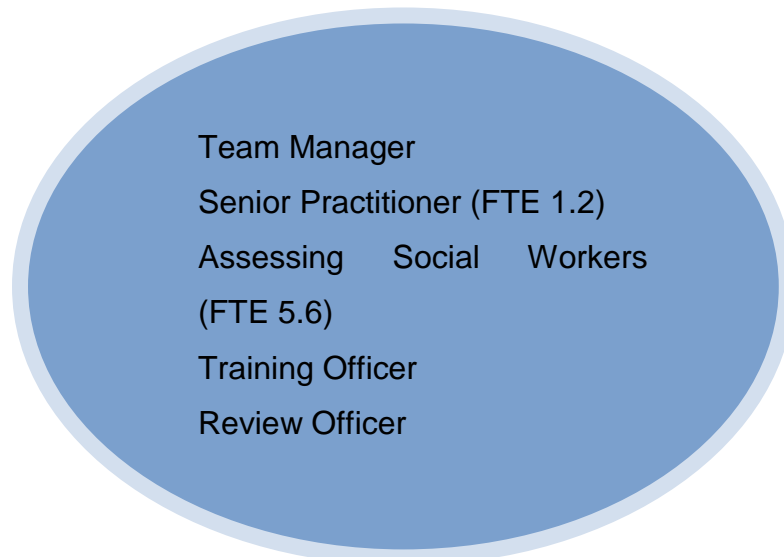 Team Manager
Senior Practitioner (FTE 1.2)
Assessing Social Workers
(FTE 5.6)
Training Officer
Review Officer